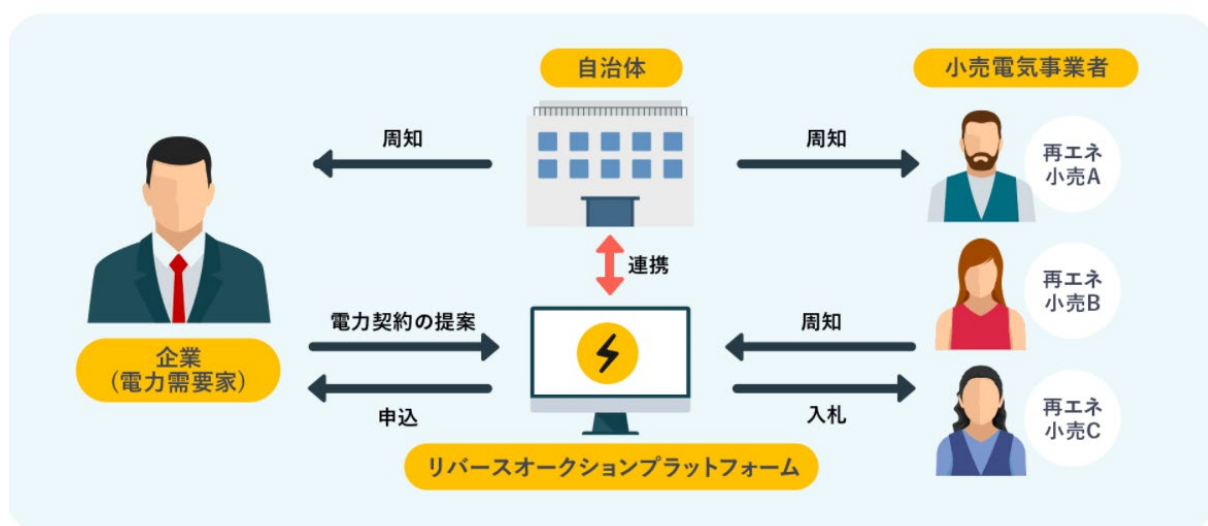 自治体
小売電気事業者
周知
周知
再エネ
小売A
連携
再エネ
小売B
電力契約の提案
周知
企業
(電力需要家)
申込
入札
再エネ
小売C
リバースオークションプラットフォーム